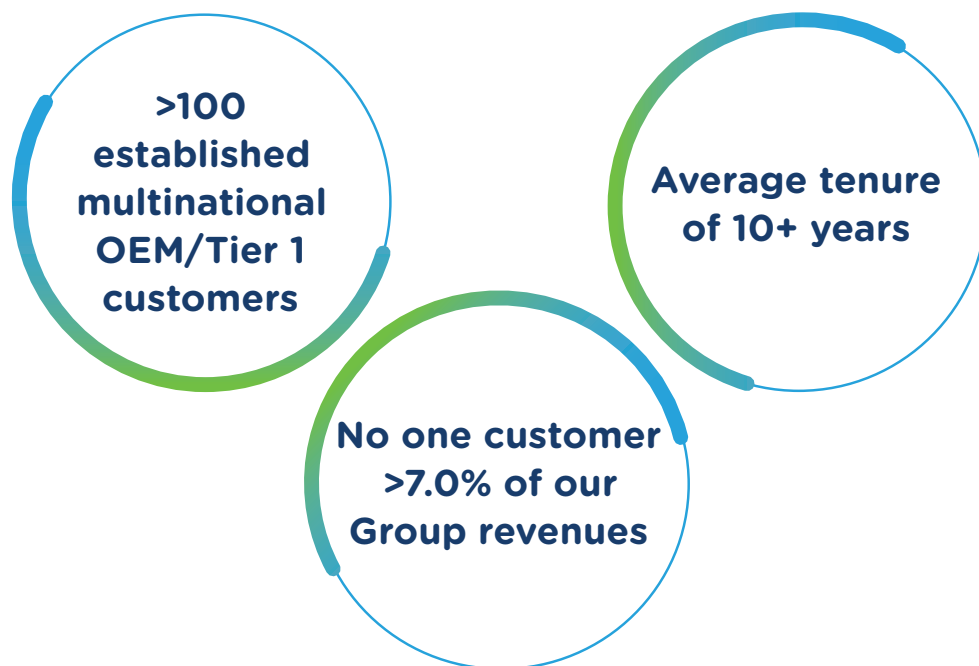 >100
established
multinational
OEM/Tier 1
customers
Average tenure
of 10+ years
No one customer
>7.0% of our
Group revenues